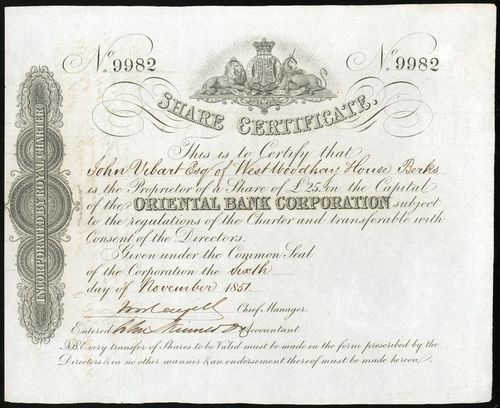 No. 9982
No. 9982
SHARE CERTIFICATE.
This is to Certify that
John Vibart Esq of West Woodhay House Berks
is the Proprietor of a Share of £25, in the Capital
of the ORIENTAL BANK CORPORATION subject
to the regulations of the Charter and transferable with
Consent of the Directors.
Given under the Common Seal
of the Corporation the Sixth
day of November 1851.
Chief Manager.
Entered John Accountant
NB. Every transfer of Shares to be Valid must be made in the form prescribed by the
Directors & in no other manner & an endorsement thereof must be made hereon.
INCORPORATED BY ROYAL CHARTER